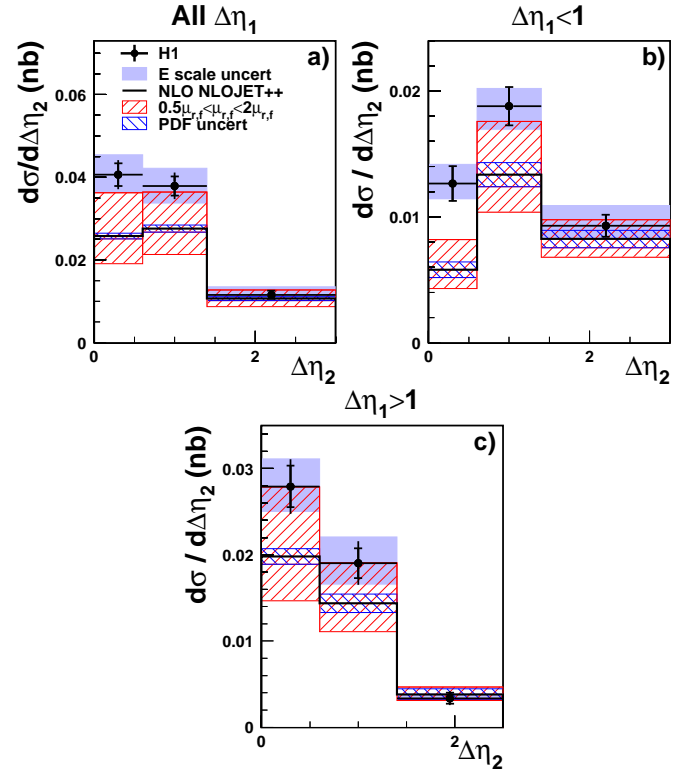 All Δη₁
Δη₁<1
dσ/dΔη₂ (nb)
a)
H1
E scale uncert
NLO NLOJET++
0.5μr,f<μr,f<2μr,f
PDF uncert
0.06
0.04
0.02
0
0
2
Δη₂
dσ / dΔη₂ (nb)
b)
0.02
0.01
0
0
2
Δη₂
Δη₁>1
dσ / dΔη₂ (nb)
c)
0.03
0.02
0.01
0
0
2
Δη₂